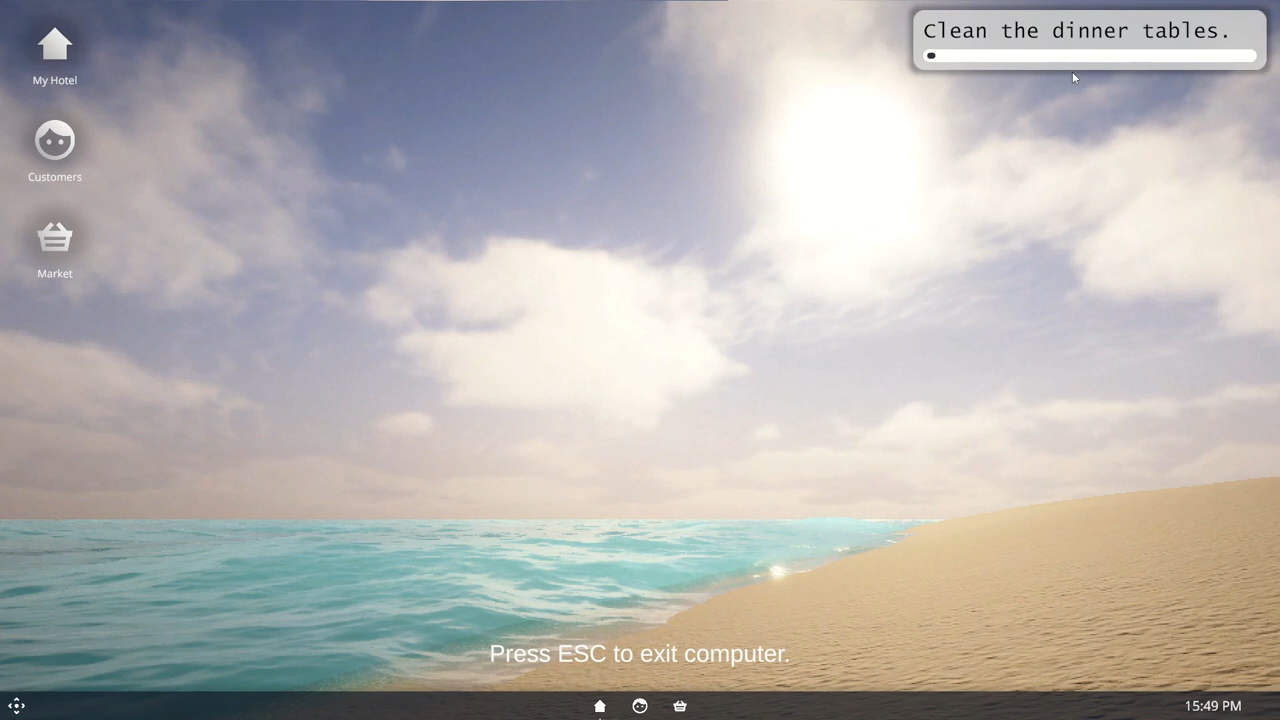 Clean the dinner tables.
My Hotel
Customers
Market
Press ESC to exit computer.
15:49 PM